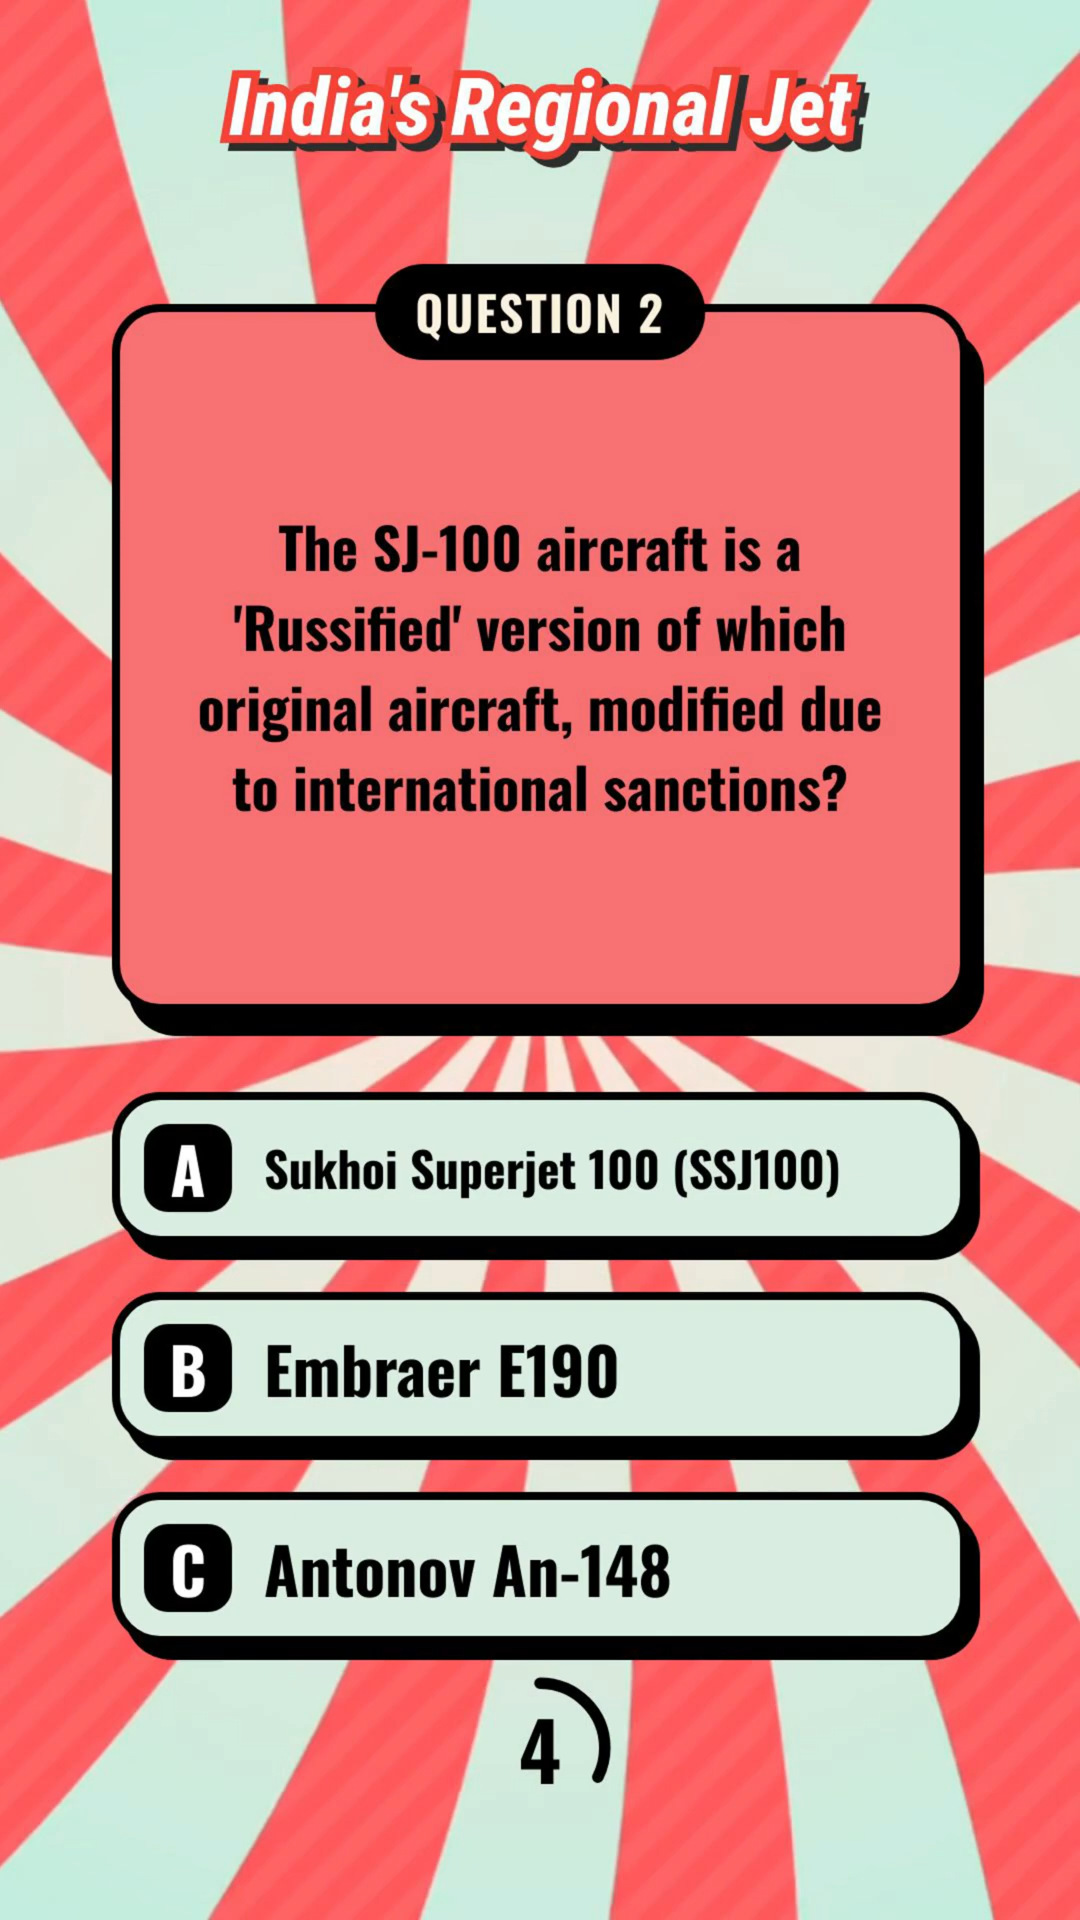 India's Regional Jet
QUESTION 2
The SJ-100 aircraft is a
'Russified' version of which
original aircraft, modified due
to international sanctions?
A Sukhoi Superjet 100 (SSJ100)
B Embraer E190
C Antonov An-148
4